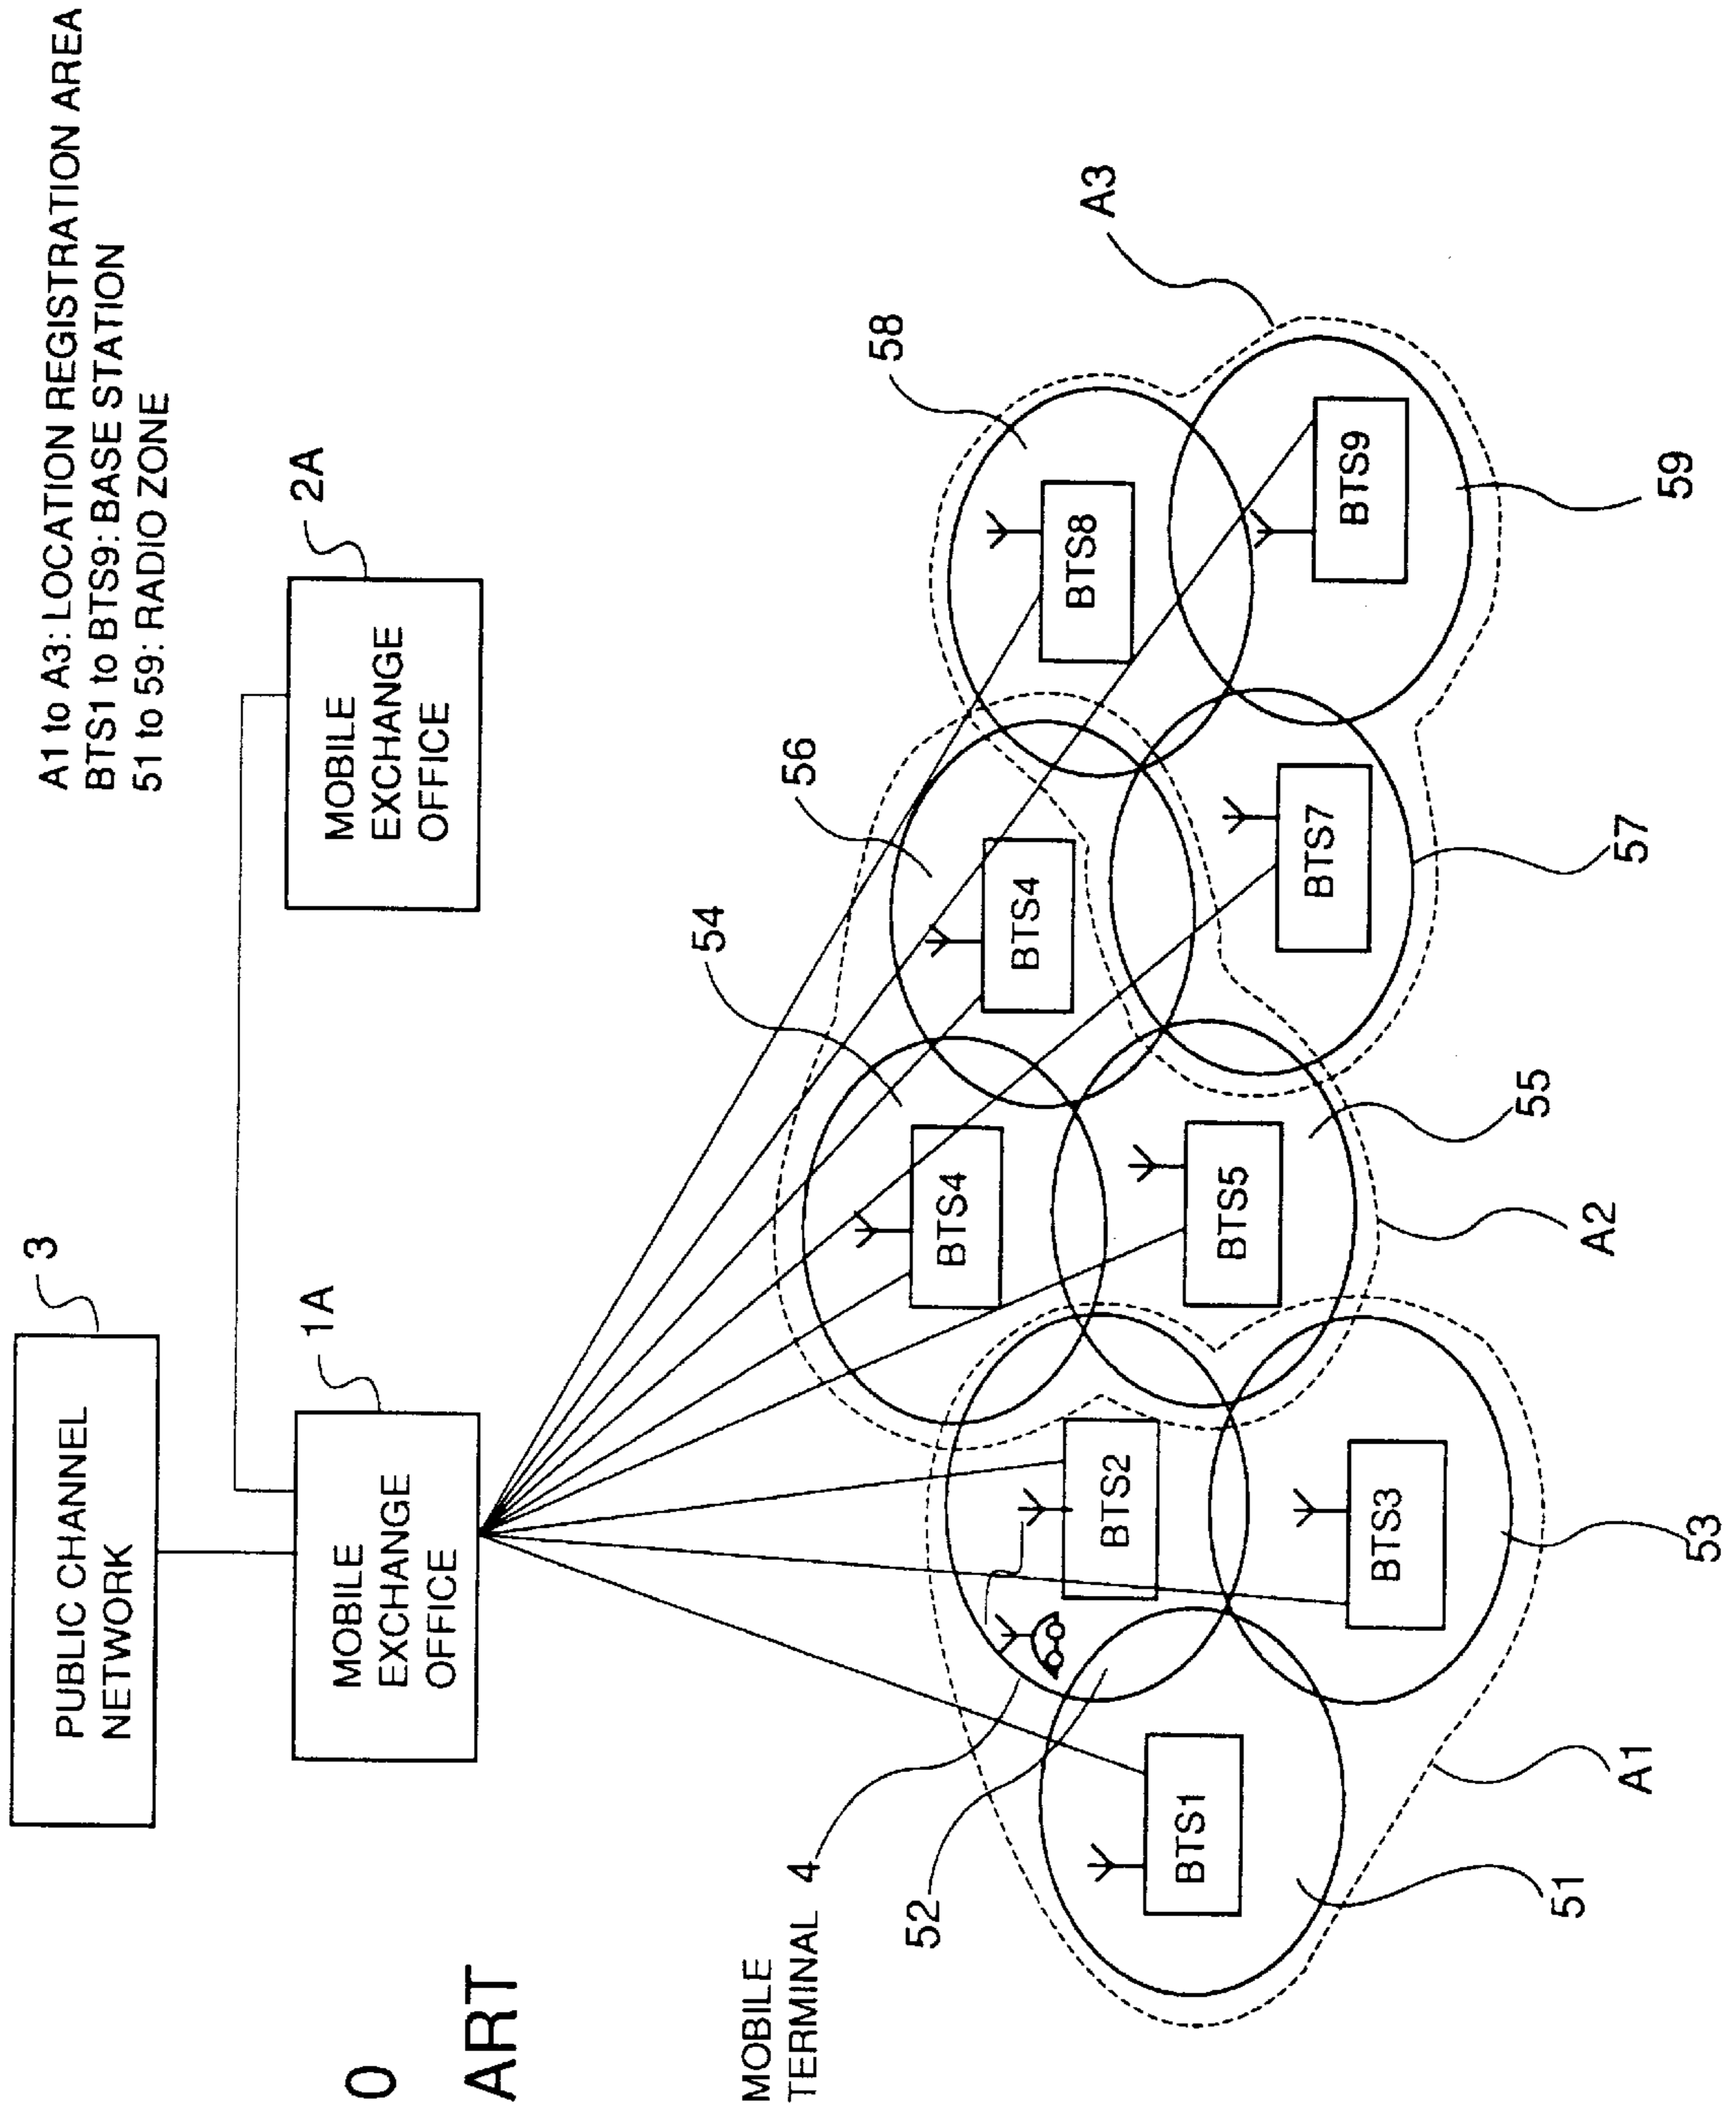 A1 to A3: LOCATION REGISTRATION AREA
BTS1 to BTS9: BASE STATION
51 to 59: RADIO ZONE
PUBLIC CHANNEL
NETWORK
3
0
ART
MOBILE
EXCHANGE
OFFICE
1A
MOBILE
EXCHANGE
OFFICE
2A
MOBILE
TERMINAL 4
52
54
56
58
A3
BTS1
BTS2
BTS3
BTS4
BTS5
BTS4
BTS7
BTS8
BTS9
51
A1
53
A2
55
57
59